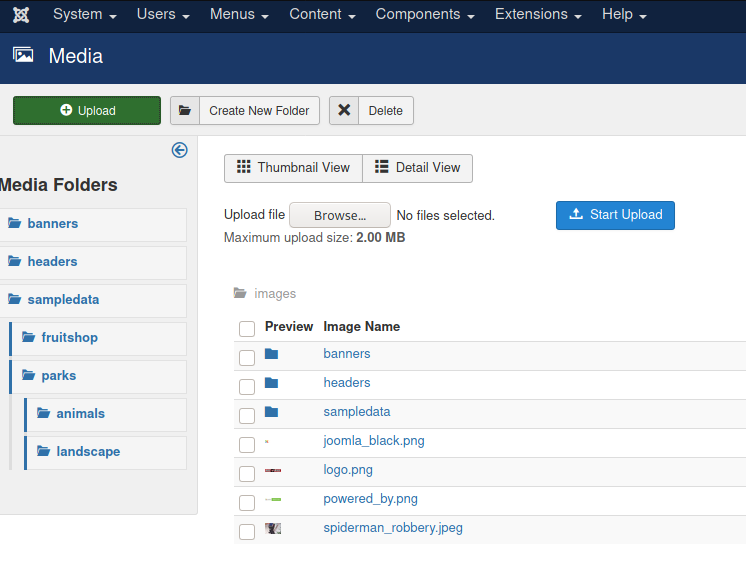 System Users Menus Content Components Extensions Help
Media
Upload Create New Folder Delete
Media Folders
banners
headers
sampledata
fruitshop
parks
animals
landscape
Thumbnail View Detail View
Upload file Browse... No files selected. Start Upload
Maximum upload size: 2.00 MB
images
Preview Image Name
banners
headers
sampledata
joomla_black.png
logo.png
powered_by.png
spiderman_robbery.jpeg